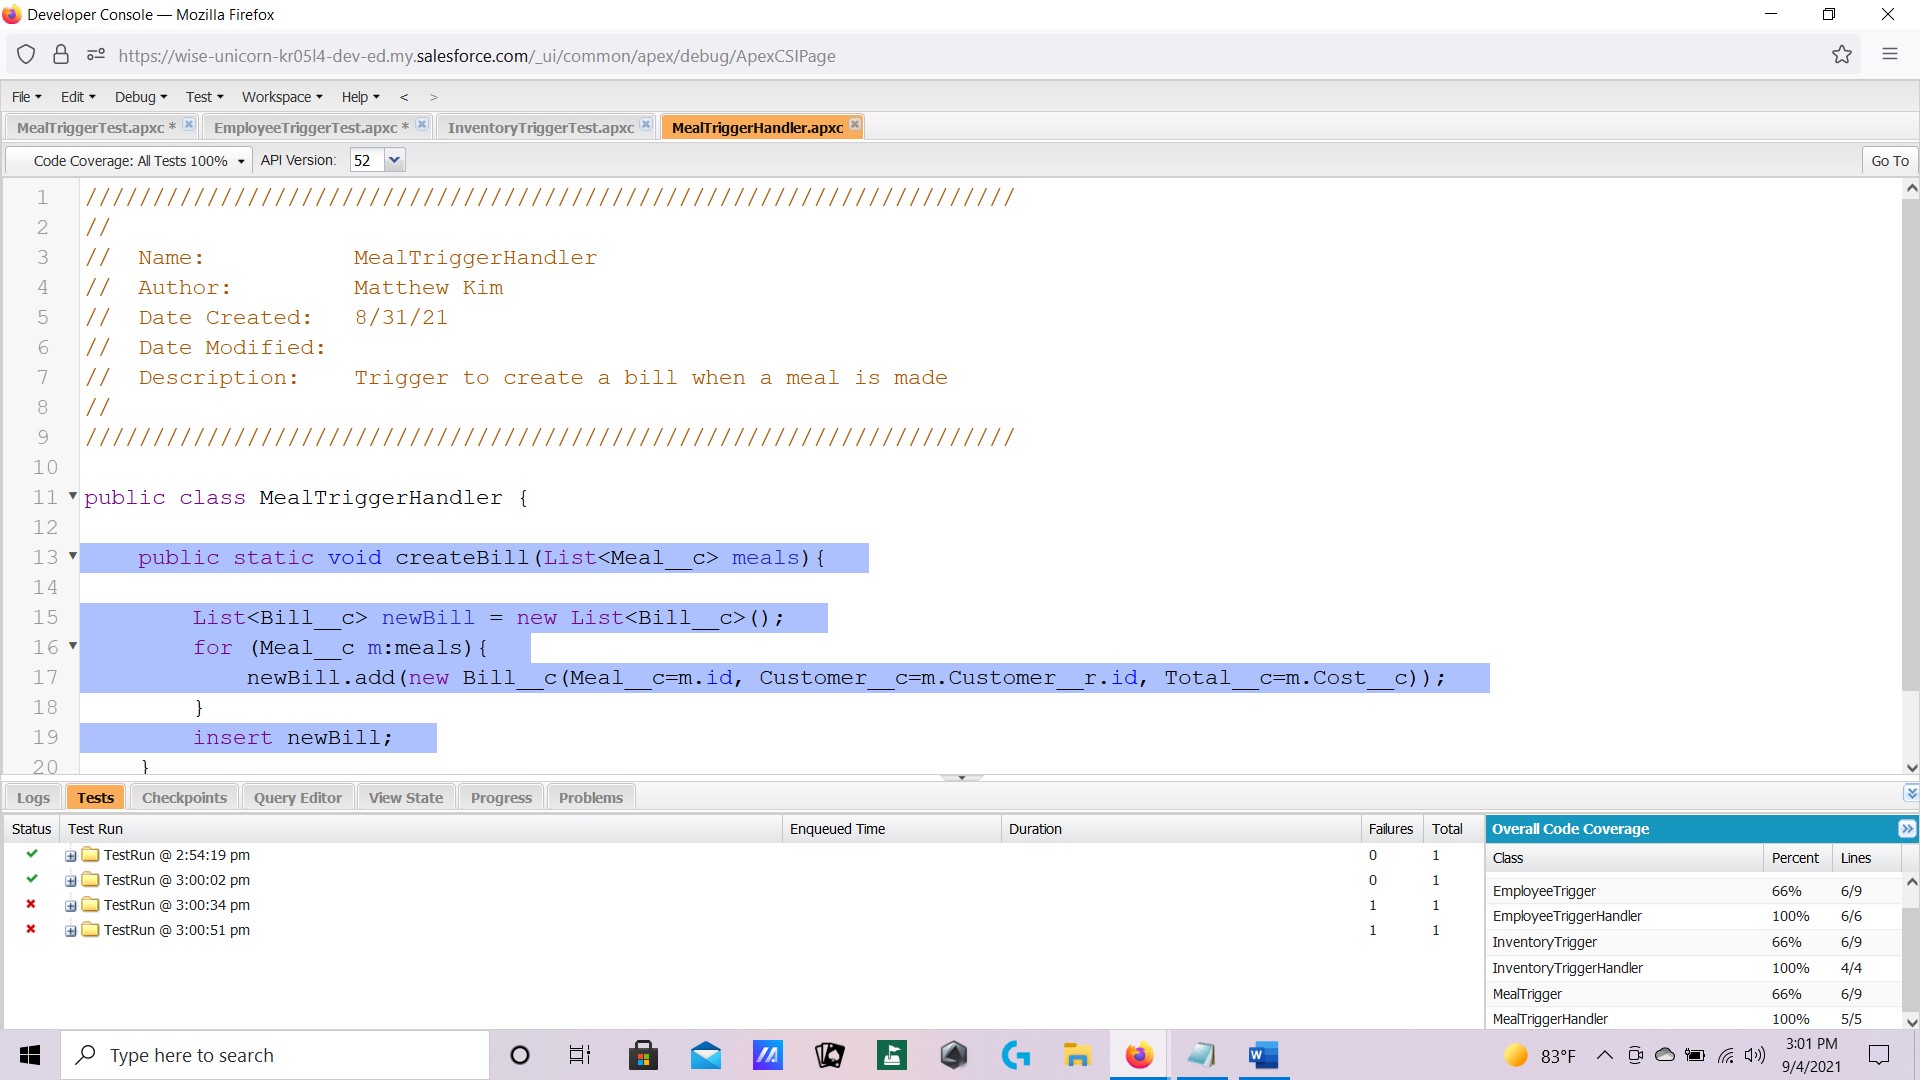 Developer Console — Mozilla Firefox
https://wise-unicorn-kr05l4-dev-ed.my.salesforce.com/_ui/common/apex/debug/ApexCSIPage
File Edit Debug Test Workspace Help < >
MealTriggerTest.apxc * EmployeeTriggerTest.apxc * InventoryTriggerTest.apxc MealTriggerHandler.apxc
Code Coverage: All Tests 100% API Version: 52 Go To
1 /////////////////////////////////////////////////////////////////////
2 //
3 // Name: MealTriggerHandler
4 // Author: Matthew Kim
5 // Date Created: 8/31/21
6 // Date Modified:
7 // Description: Trigger to create a bill when a meal is made
8 //
9 /////////////////////////////////////////////////////////////////////
10
11 public class MealTriggerHandler {
12
13 public static void createBill(List<Meal__c> meals){
14
15 List<Bill__c> newBill = new List<Bill__c>();
16 for (Meal__c m:meals){
17 newBill.add(new Bill__c(Meal__c=m.id, Customer__c=m.Customer__r.id, Total__c=m.Cost__c));
18 }
19 insert newBill;
20 }
Logs Tests Checkpoints Query Editor View State Progress Problems
Status Test Run Enqueued Time Duration Failures Total
TestRun @ 2:54:19 pm 0 1
TestRun @ 3:00:02 pm 0 1
TestRun @ 3:00:34 pm 1 1
TestRun @ 3:00:51 pm 1 1
Overall Code Coverage
Class Percent Lines
EmployeeTrigger 66% 6/9
EmployeeTriggerHandler 100% 6/6
InventoryTrigger 66% 6/9
InventoryTriggerHandler 100% 4/4
MealTrigger 66% 6/9
MealTriggerHandler 100% 5/5
Type here to search
83°F
3:01 PM
9/4/2021